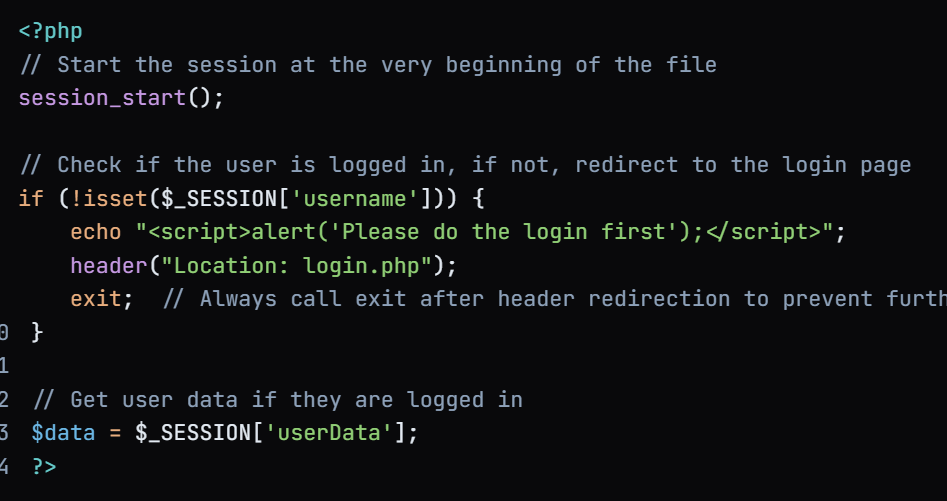 <?php
// Start the session at the very beginning of the file
session_start();
// Check if the user is logged in, if not, redirect to the login page
if (!isset($_SESSION['username'])) {
    echo "<script>alert('Please do the login first');</script>";
    header("Location: login.php");
    exit;  // Always call exit after header redirection to prevent furth
0 }
1
2 // Get user data if they are logged in
3 $data = $_SESSION['userData'];
4 ?>